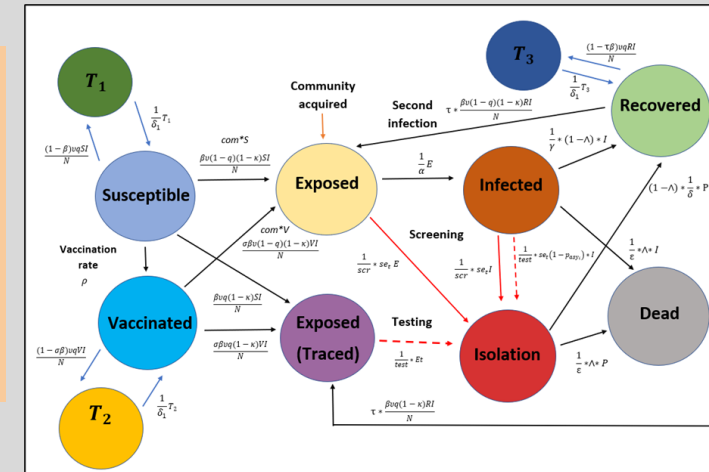 T₁
1/δ₁ T₁
(1−β)υqSI/N
T₃
(1−τβ)υqRI/N
1/δ₁ T₃
Community
acquired
Second
infection
τ * βυ(1−q)(1−κ)RI/N
Recovered
com*S
βυ(1−q)(1−κ)SI/N
Susceptible
Exposed
1/α E
Infected
1/γ * (1−Λ) * I
(1−Λ) * 1/δ * P
Vaccination
rate
ρ
com*V
σβυ(1−q)(1−κ)VI/N
Screening
1/scr * seₜ E
1/scr * seₜ I
1/test * seₜ(1−pₐₛᵧ,) * I
1/ε * Λ * I
Vaccinated
βυq(1−κ)SI/N
σβυq(1−κ)VI/N
Exposed
(Traced)
Testing
1/test * Et
Isolation
1/ε * Λ * P
Dead
(1−σβ)υqVI/N
1/δ₁ T₂
T₂
τ * βυq(1−κ)RI/N